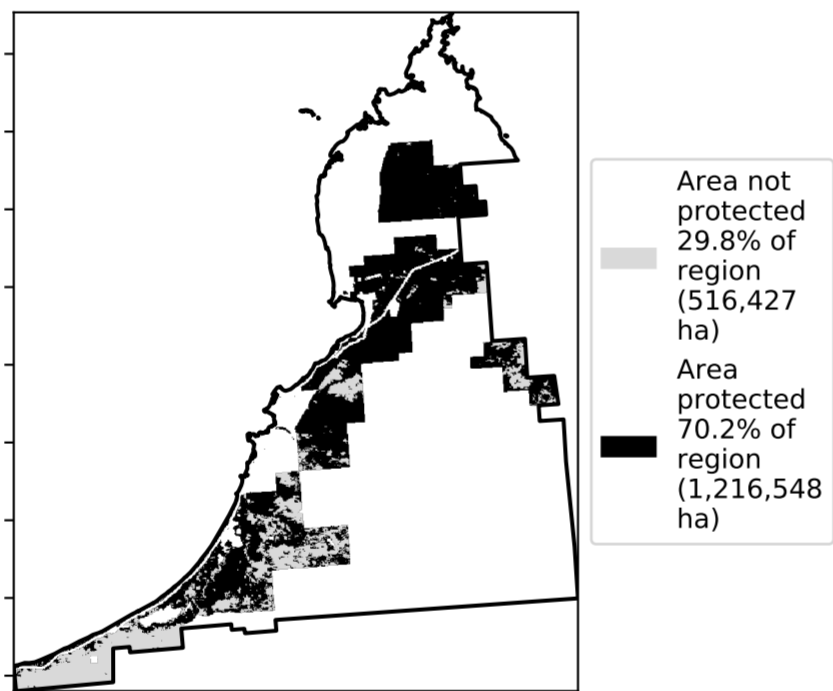 Area not
protected
29.8% of
region
(516,427
ha)
Area
protected
70.2% of
region
(1,216,548
ha)